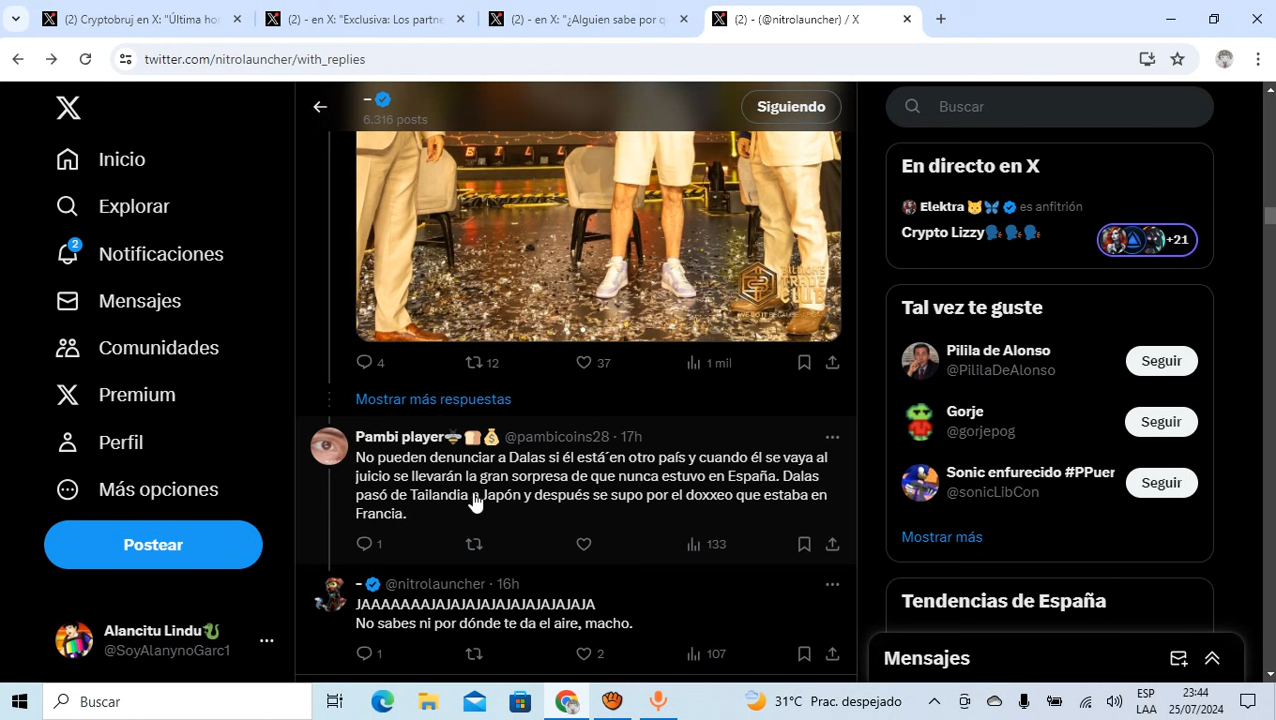 (2) Cryptobruj en X: "Última ho
(2) - en X: "Exclusiva: Los partne
(2) - en X: "¿Alguien sabe por q
(2) - (@nitrolauncher) / X
twitter.com/nitrolauncher/with_replies
Inicio
Explorar
2
Notificaciones
Mensajes
Comunidades
Premium
Perfil
Más opciones
Postear
Alancitu Lindu
@SoyAlanynoGarc1
-
6.316 posts
Siguiendo
BILLION'S
TRADE
CLUB
4
12
37
1 mil
Mostrar más respuestas
Pambi player @pambicoins28 · 17h
No pueden denunciar a Dalas si él está´en otro país y cuando él se vaya al
juicio se llevarán la gran sorpresa de que nunca estuvo en España. Dalas
pasó de Tailandia a Japón y después se supo por el doxxeo que estaba en
Francia.
1
133
- @nitrolauncher · 16h
JAAAAAAAJAJAJAJAJAJAJAJAJAJAJA
No sabes ni por dónde te da el aire, macho.
1
2
107
Buscar
En directo en X
Elektra es anfitrión
Crypto Lizzy
+21
Tal vez te guste
Pilila de Alonso
@PililaDeAlonso
Seguir
Gorje
@gorjepog
Seguir
Sonic enfurecido #PPuer
@sonicLibCon
Seguir
Mostrar más
Tendencias de España
Mensajes
Buscar
31°C Prac. despejado
ESP
LAA
23:44
25/07/2024